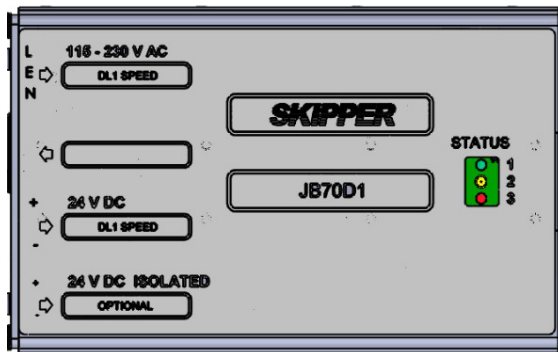 L
E
N
115 - 230 V AC
DL1 SPEED
SKIPPER
STATUS
1
2
3
JB70D1
+
-
24 V DC
DL1 SPEED
+
-
24 V DC ISOLATED
OPTIONAL